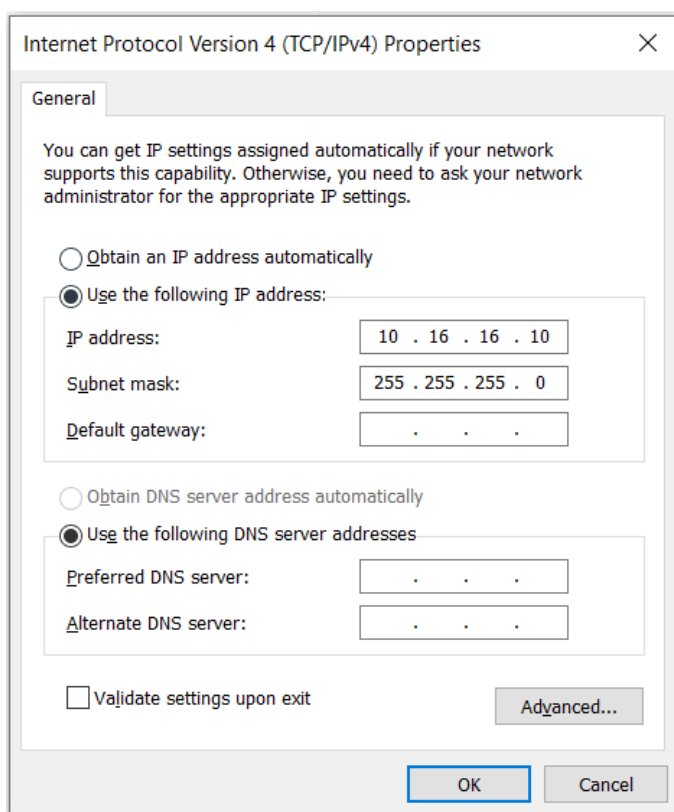 Internet Protocol Version 4 (TCP/IPv4) Properties
General
You can get IP settings assigned automatically if your network
supports this capability. Otherwise, you need to ask your network
administrator for the appropriate IP settings.
Obtain an IP address automatically
Use the following IP address:
IP address: 10 . 16 . 16 . 10
Subnet mask: 255 . 255 . 255 . 0
Default gateway: . . .
Obtain DNS server address automatically
Use the following DNS server addresses
Preferred DNS server: . . .
Alternate DNS server: . . .
Validate settings upon exit
Advanced...
OK Cancel